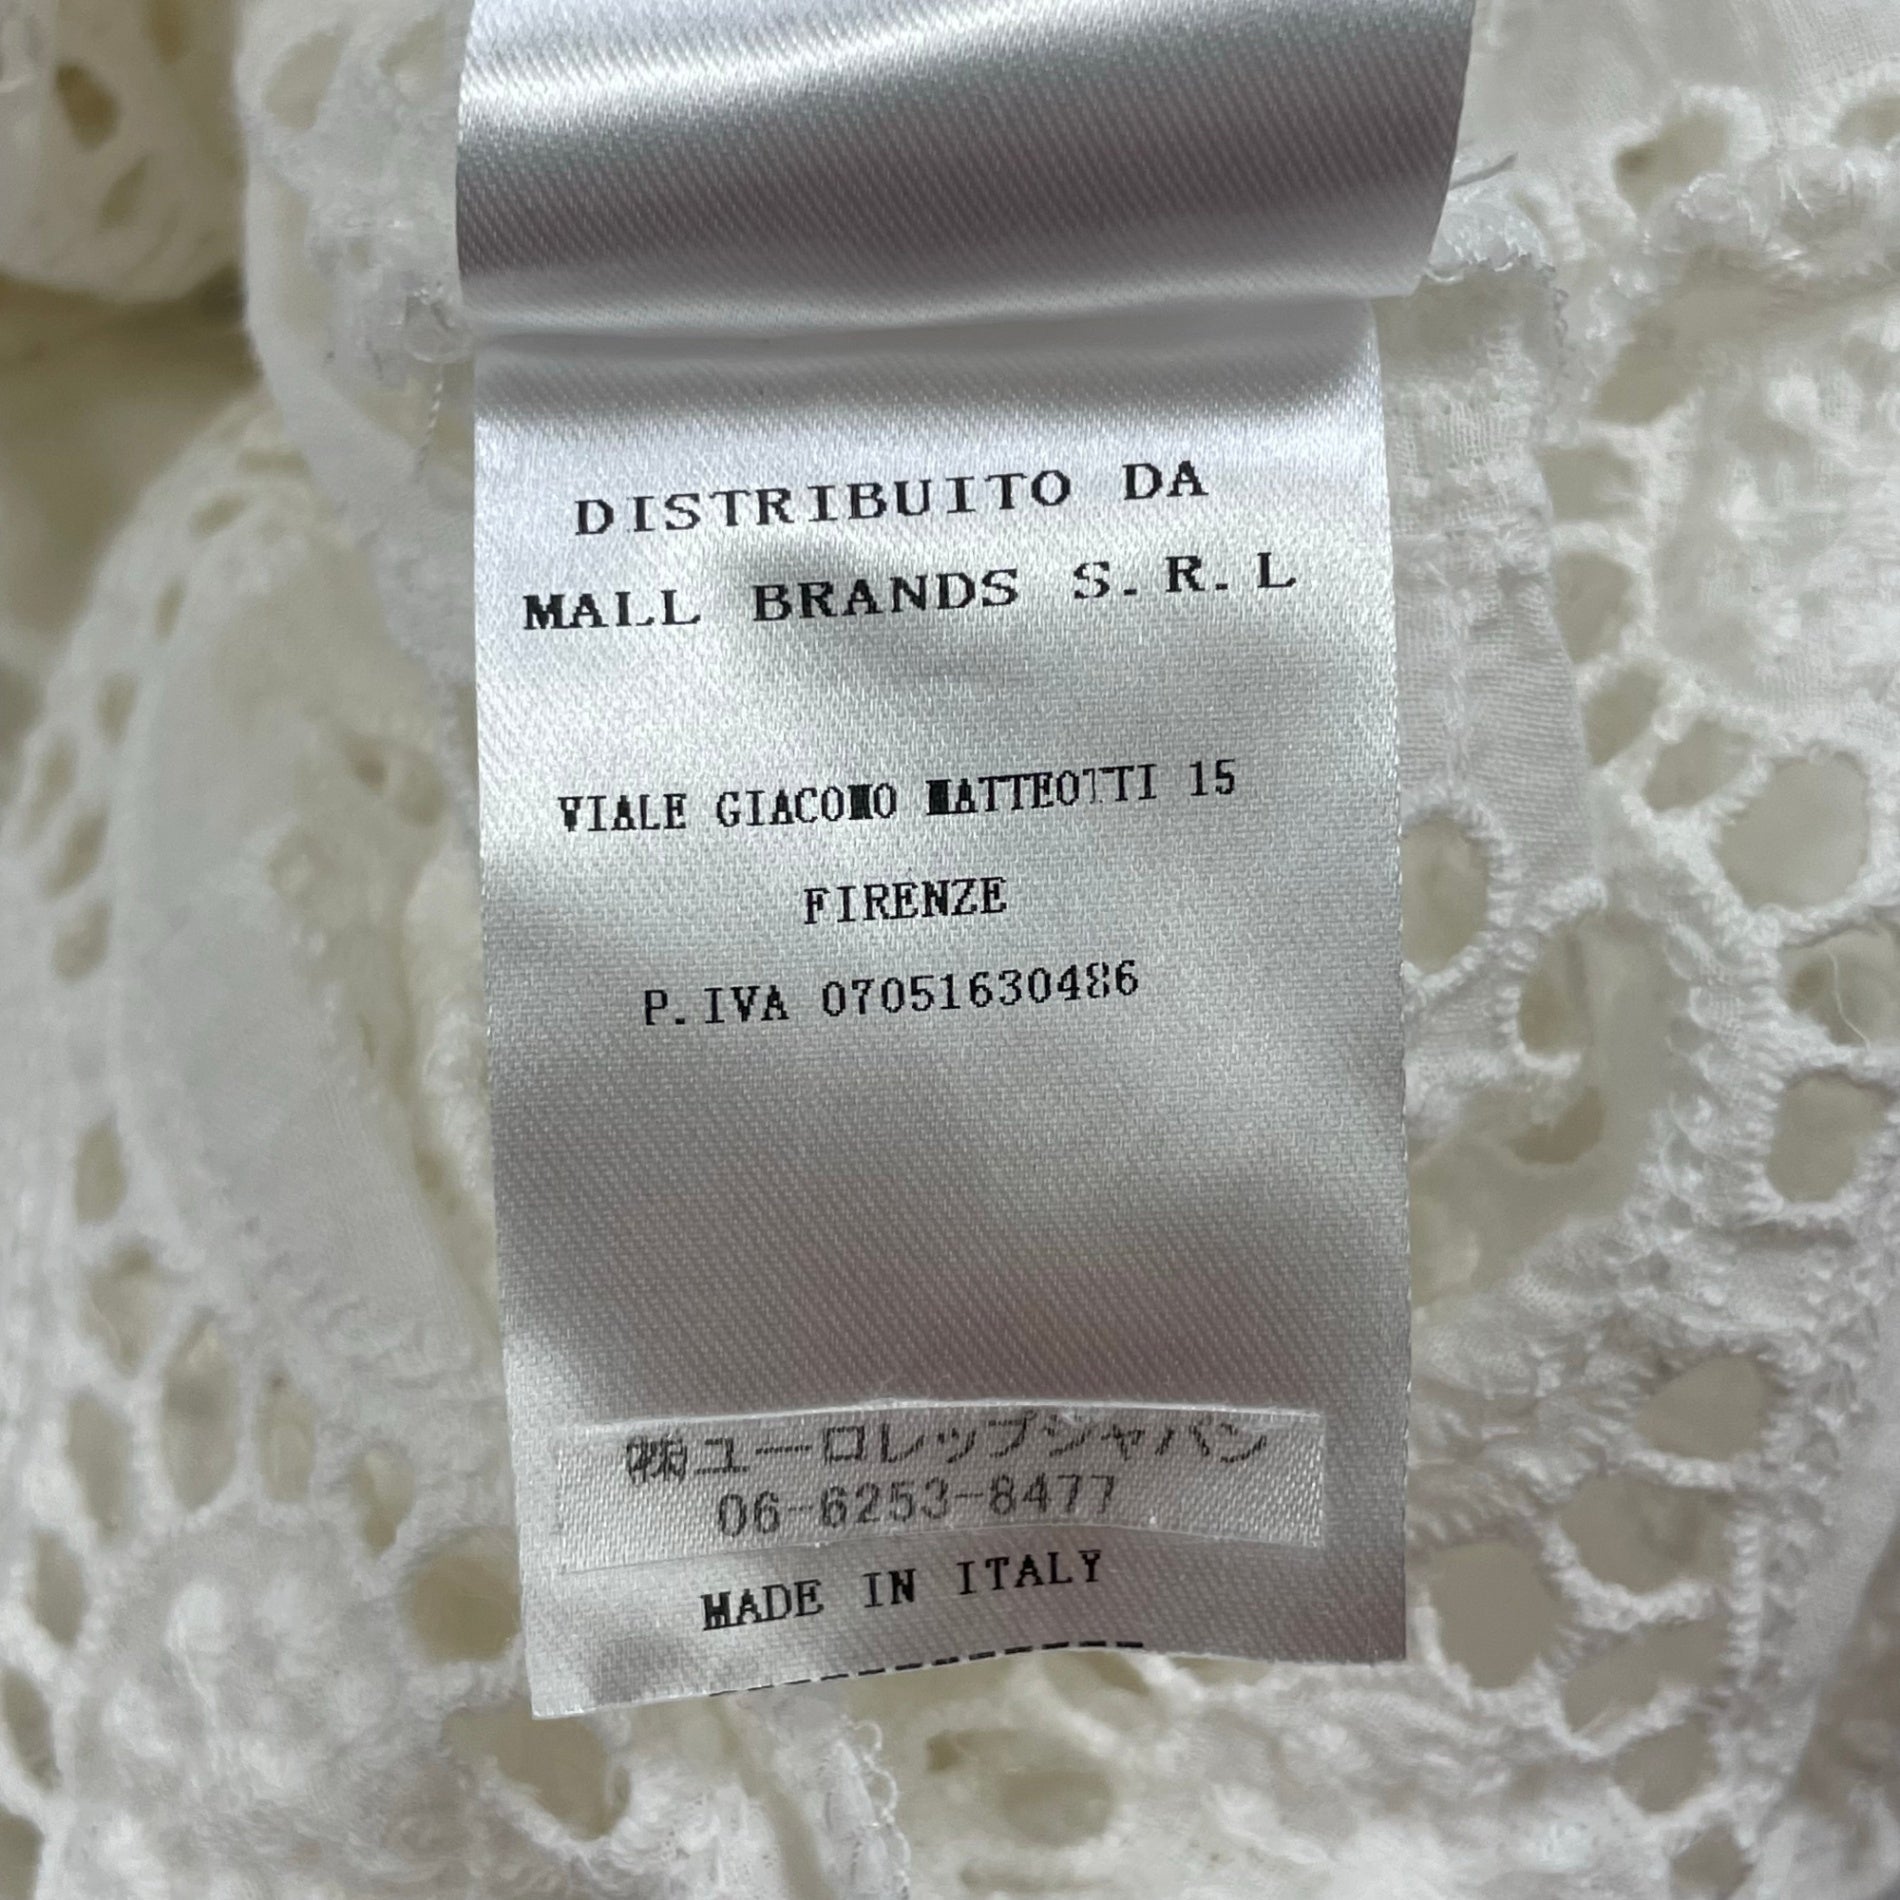 DISTRIBUITO DA
MALL BRANDS S.R.L
VIALE GIACOMO MATTEOTTI 15
FIRENZE
P.IVA 07051630486
㈱ユーロレップジャパン
06-6253-8477
MADE IN ITALY